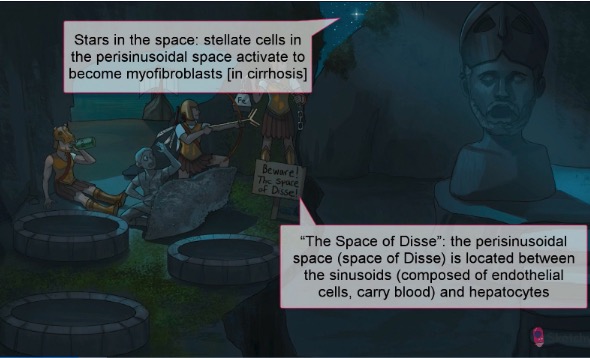 Stars in the space: stellate cells in
the perisinusoidal space activate to
become myofibroblasts [in cirrhosis]
Fe
Beware!
The Space
of Disse!
“The Space of Disse”: the perisinusoidal
space (space of Disse) is located between
the sinusoids (composed of endothelial
cells, carry blood) and hepatocytes